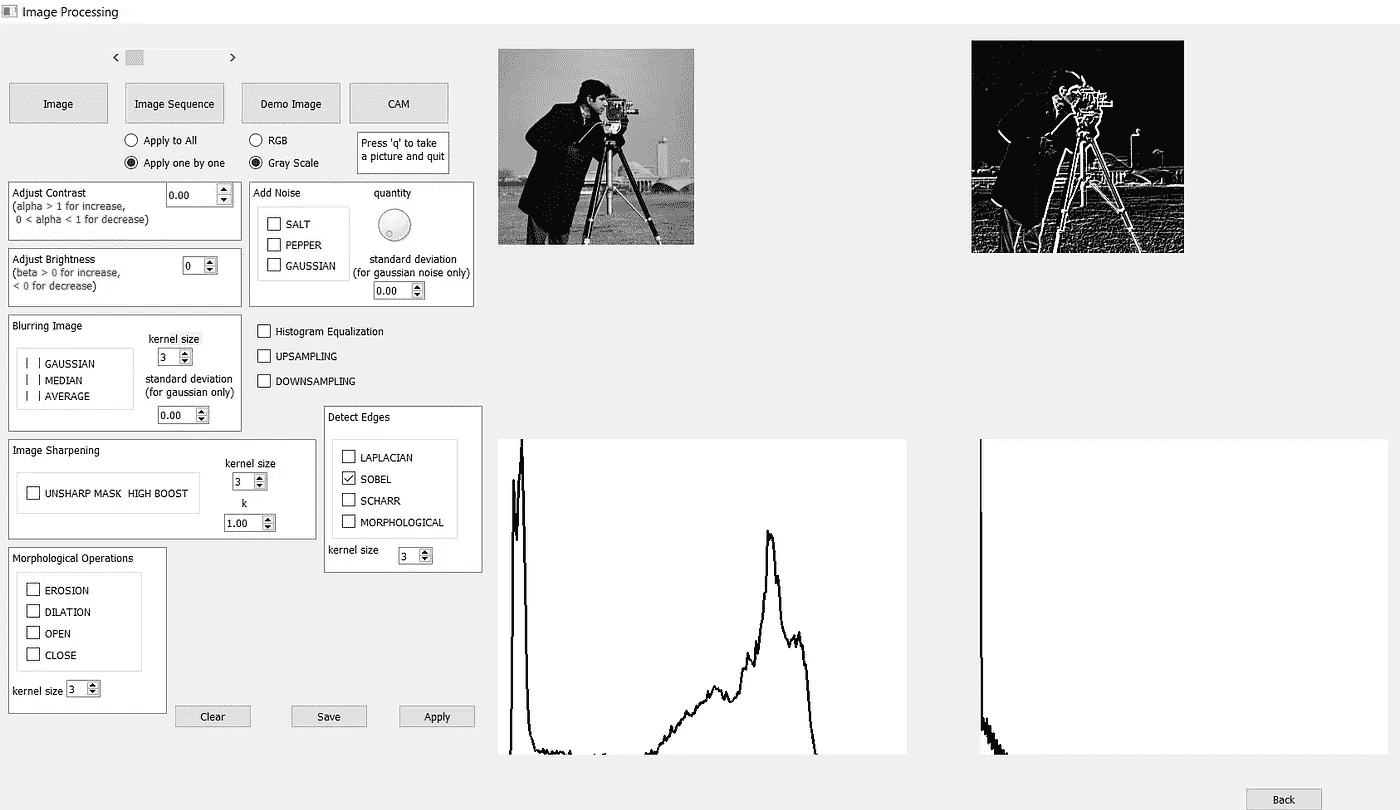 Image Processing
< >
Image
Image Sequence
Demo Image
CAM
Apply to All
Apply one by one
RGB
Gray Scale
Press 'q' to take
a picture and quit
Adjust Contrast
(alpha > 1 for increase,
0 < alpha < 1 for decrease)
0.00
Adjust Brightness
(beta > 0 for increase,
< 0 for decrease)
0
Add Noise
quantity
SALT
PEPPER
GAUSSIAN
standard deviation
(for gaussian noise only)
0.00
Blurring Image
kernel size
3
GAUSSIAN
MEDIAN
AVERAGE
standard deviation
(for gaussian only)
0.00
Histogram Equalization
UPSAMPLING
DOWNSAMPLING
Detect Edges
LAPLACIAN
SOBEL
SCHARR
MORPHOLOGICAL
kernel size 3
Image Sharpening
kernel size
3
UNSHARP MASK HIGH BOOST
k
1.00
Morphological Operations
EROSION
DILATION
OPEN
CLOSE
kernel size 3
Clear
Save
Apply
Back